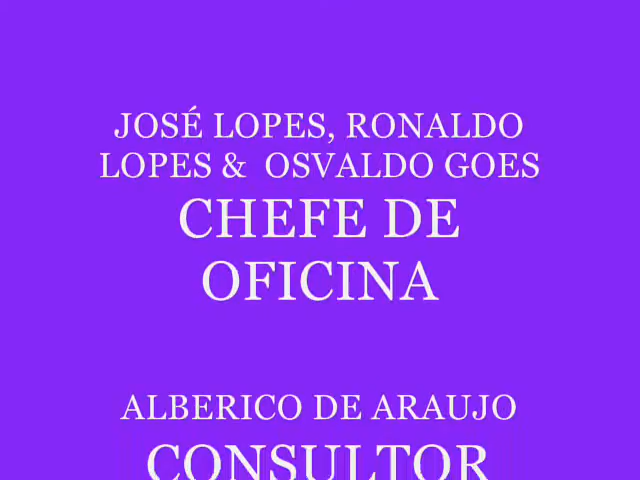 JOSÉ LOPES, RONALDO
LOPES & OSVALDO GOES
CHEFE DE
OFICINA
ALBERICO DE ARAUJO
CONSULTOR